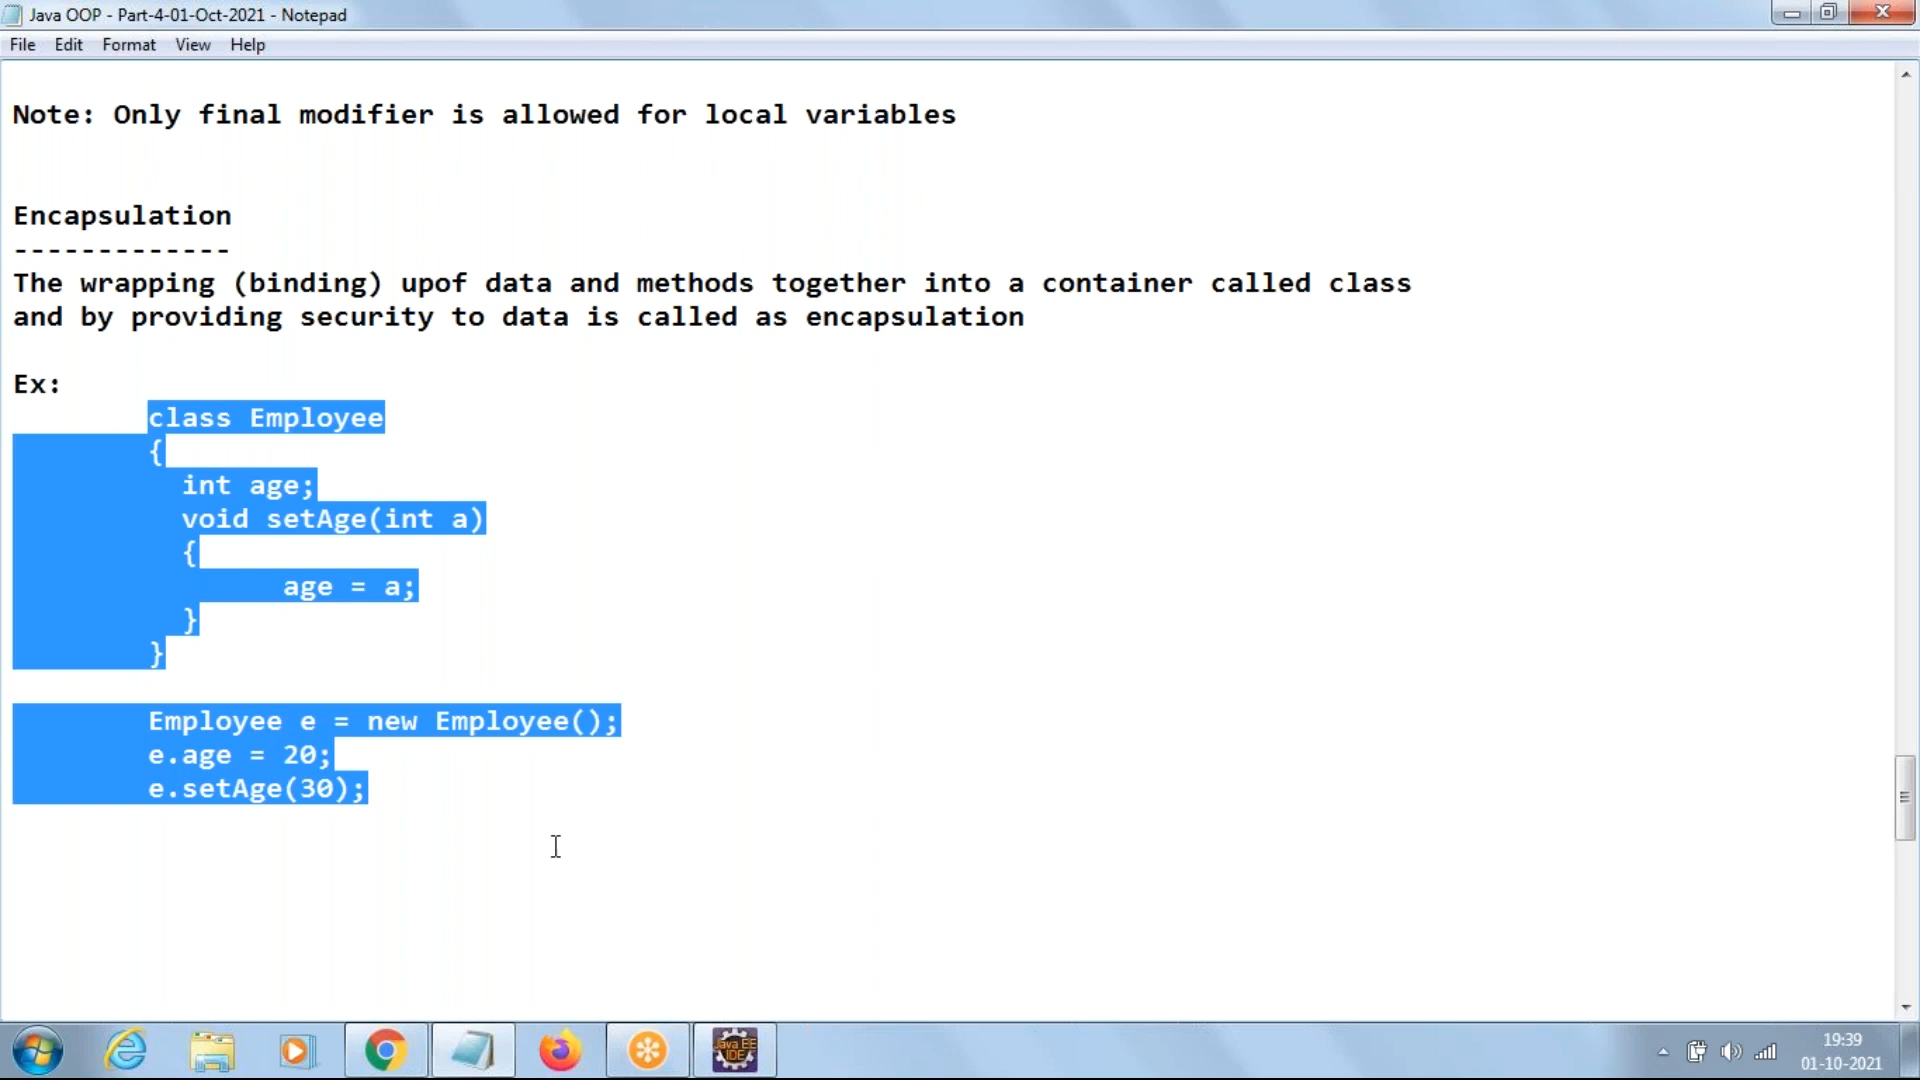 Java OOP - Part-4-01-Oct-2021 - Notepad
File Edit Format View Help
Note: Only final modifier is allowed for local variables
Encapsulation
-------------
The wrapping (binding) upof data and methods together into a container called class
and by providing security to data is called as encapsulation
Ex:
class Employee
{
int age;
void setAge(int a)
{
age = a;
}
}
Employee e = new Employee();
e.age = 20;
e.setAge(30);
Java EE
IDE
19:39
01-10-2021